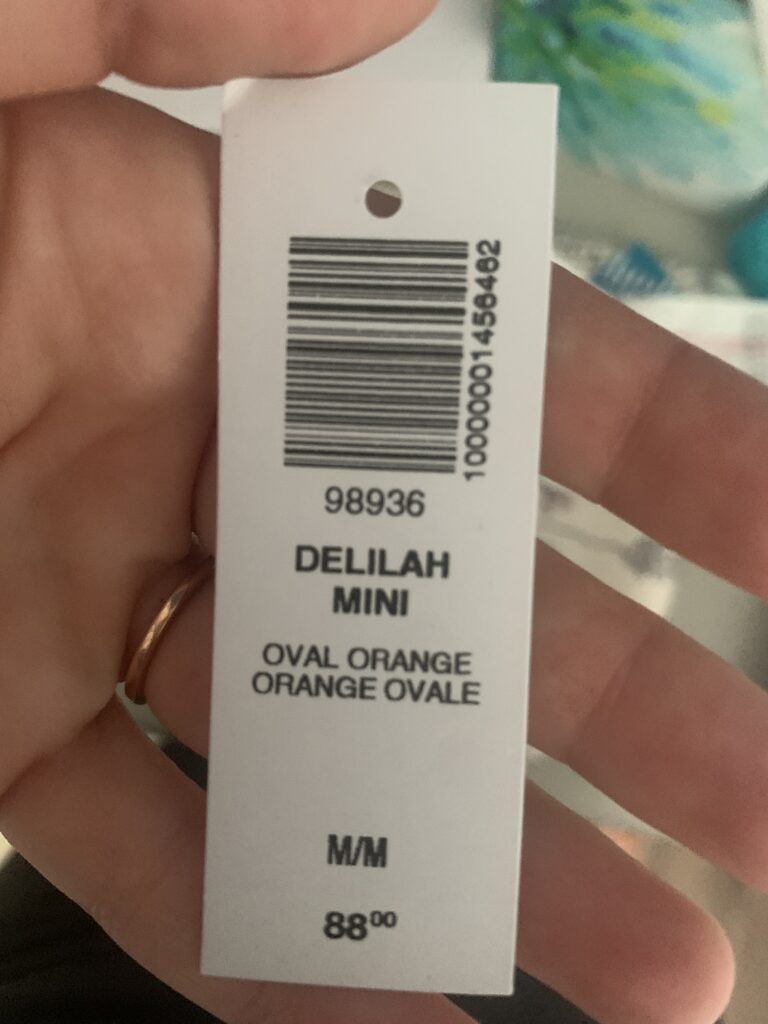 1000001456462
98936
DELILAH
MINI
OVAL ORANGE
ORANGE OVALE
M/M
88⁰⁰